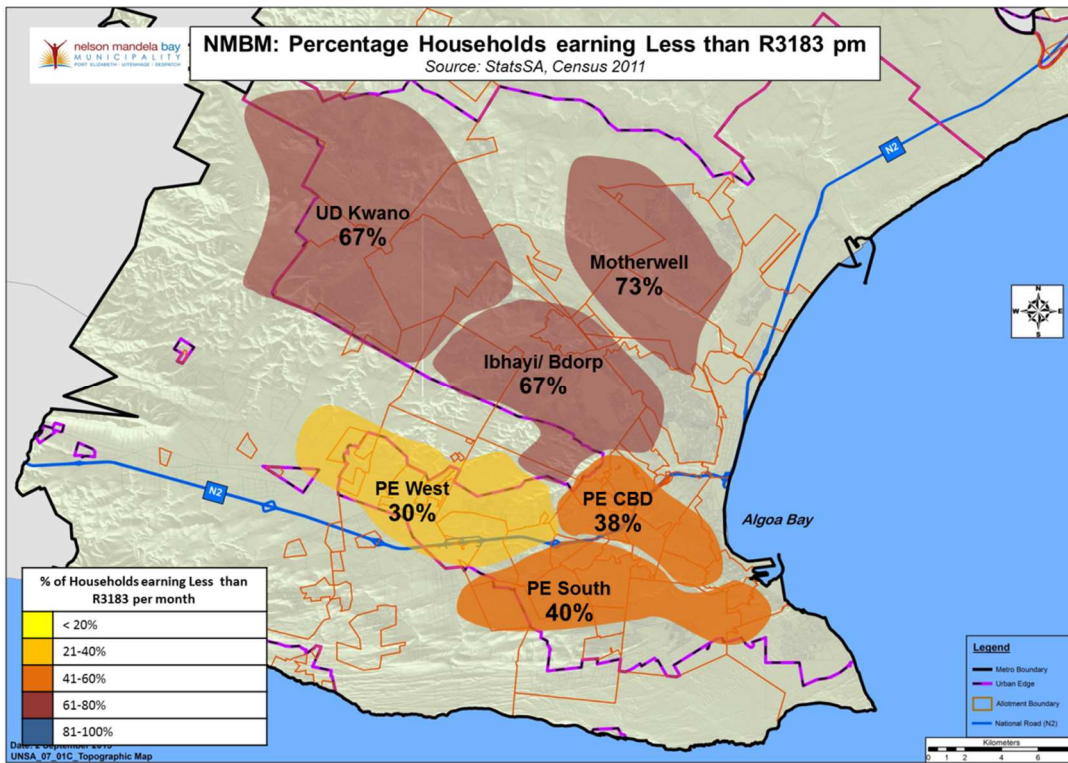 nelson mandela bay
MUNICIPALITY
PORT ELIZABETH · UITENHAGE · DESPATCH
NMBM: Percentage Households earning Less than R3183 pm
Source: StatsSA, Census 2011
N2
UD Kwano
67%
Motherwell
73%
N
W E
S
Ibhayi/ Bdorp
67%
PE West
30%
N2
PE CBD
38%
Algoa Bay
PE South
40%
% of Households earning Less than
R3183 per month
< 20%
21-40%
41-60%
61-80%
81-100%
Legend
Metro Boundary
Urban Edge
Allotment Boundary
National Road (N2)
Kilometers
0 1 2 4 6
UNSA_07_01C_Topographic Map